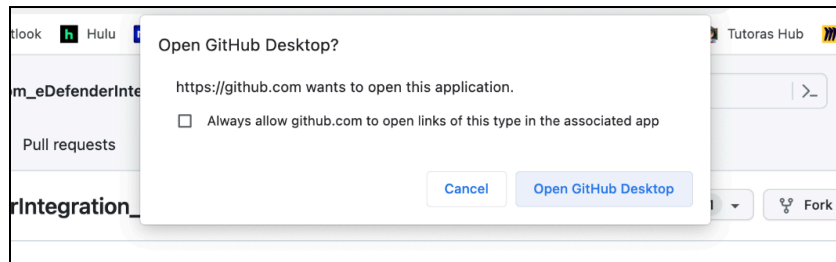 tlook h Hulu Tutoras Hub
Open GitHub Desktop?
om_eDefenderInte
https://github.com wants to open this application.
Always allow github.com to open links of this type in the associated app
Pull requests
Cancel Open GitHub Desktop
rIntegration_ Fork